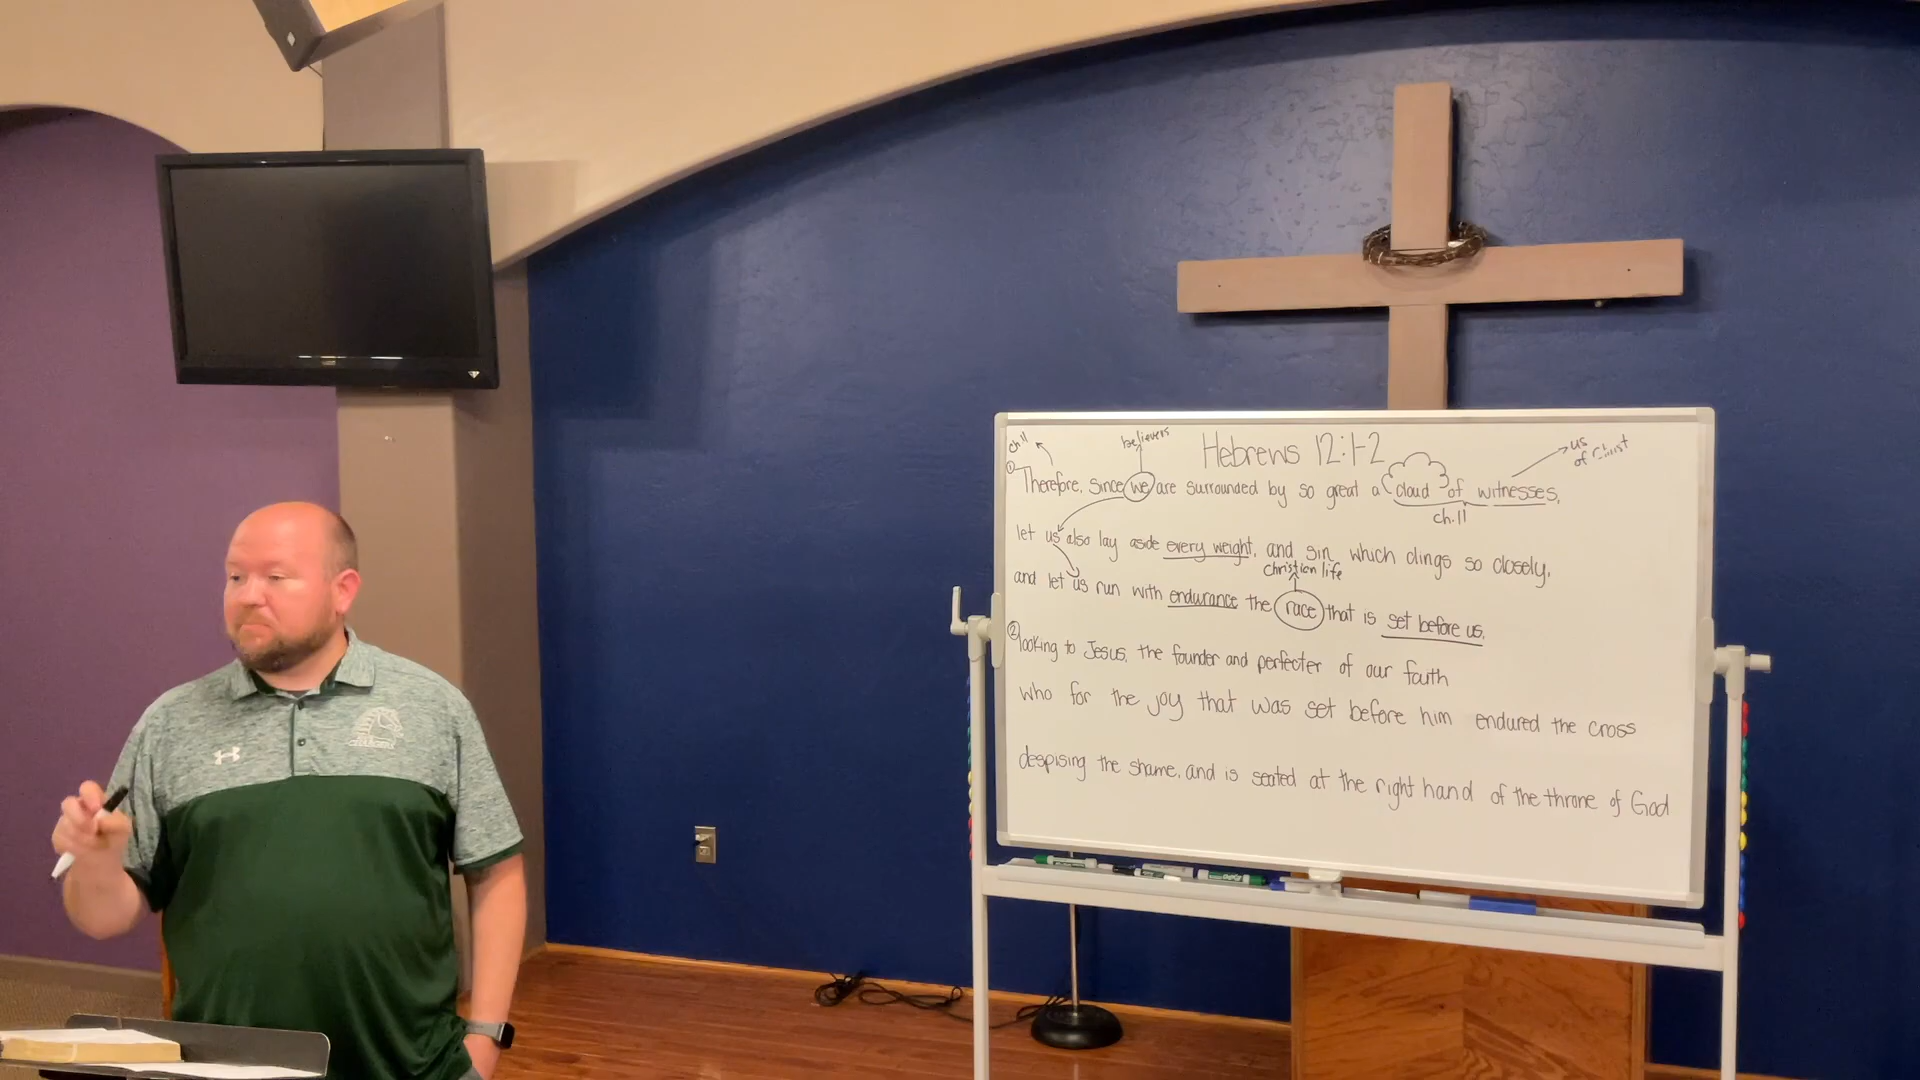 Hebrews 12:1-2
ch.11
believers
us
of Christ
① Therefore, since we are surrounded by so great a cloud of witnesses,
ch.11
let us also lay aside every weight, and sin which clings so closely,
christian life
and let us run with endurance the race that is set before us,
② looking to Jesus, the founder and perfecter of our faith
who for the joy that was set before him endured the cross
despising the shame, and is seated at the right hand of the throne of God